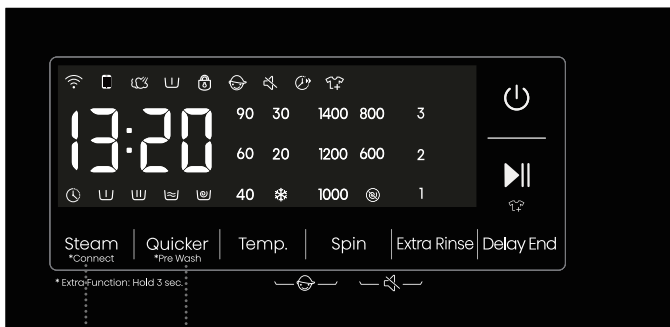 13:20
90 30 1400 800 3
60 20 1200 600 2
40 1000 1
Steam Quicker Temp. Spin Extra Rinse Delay End
*Connect *Pre Wash
*Extra Function: Hold 3 sec.